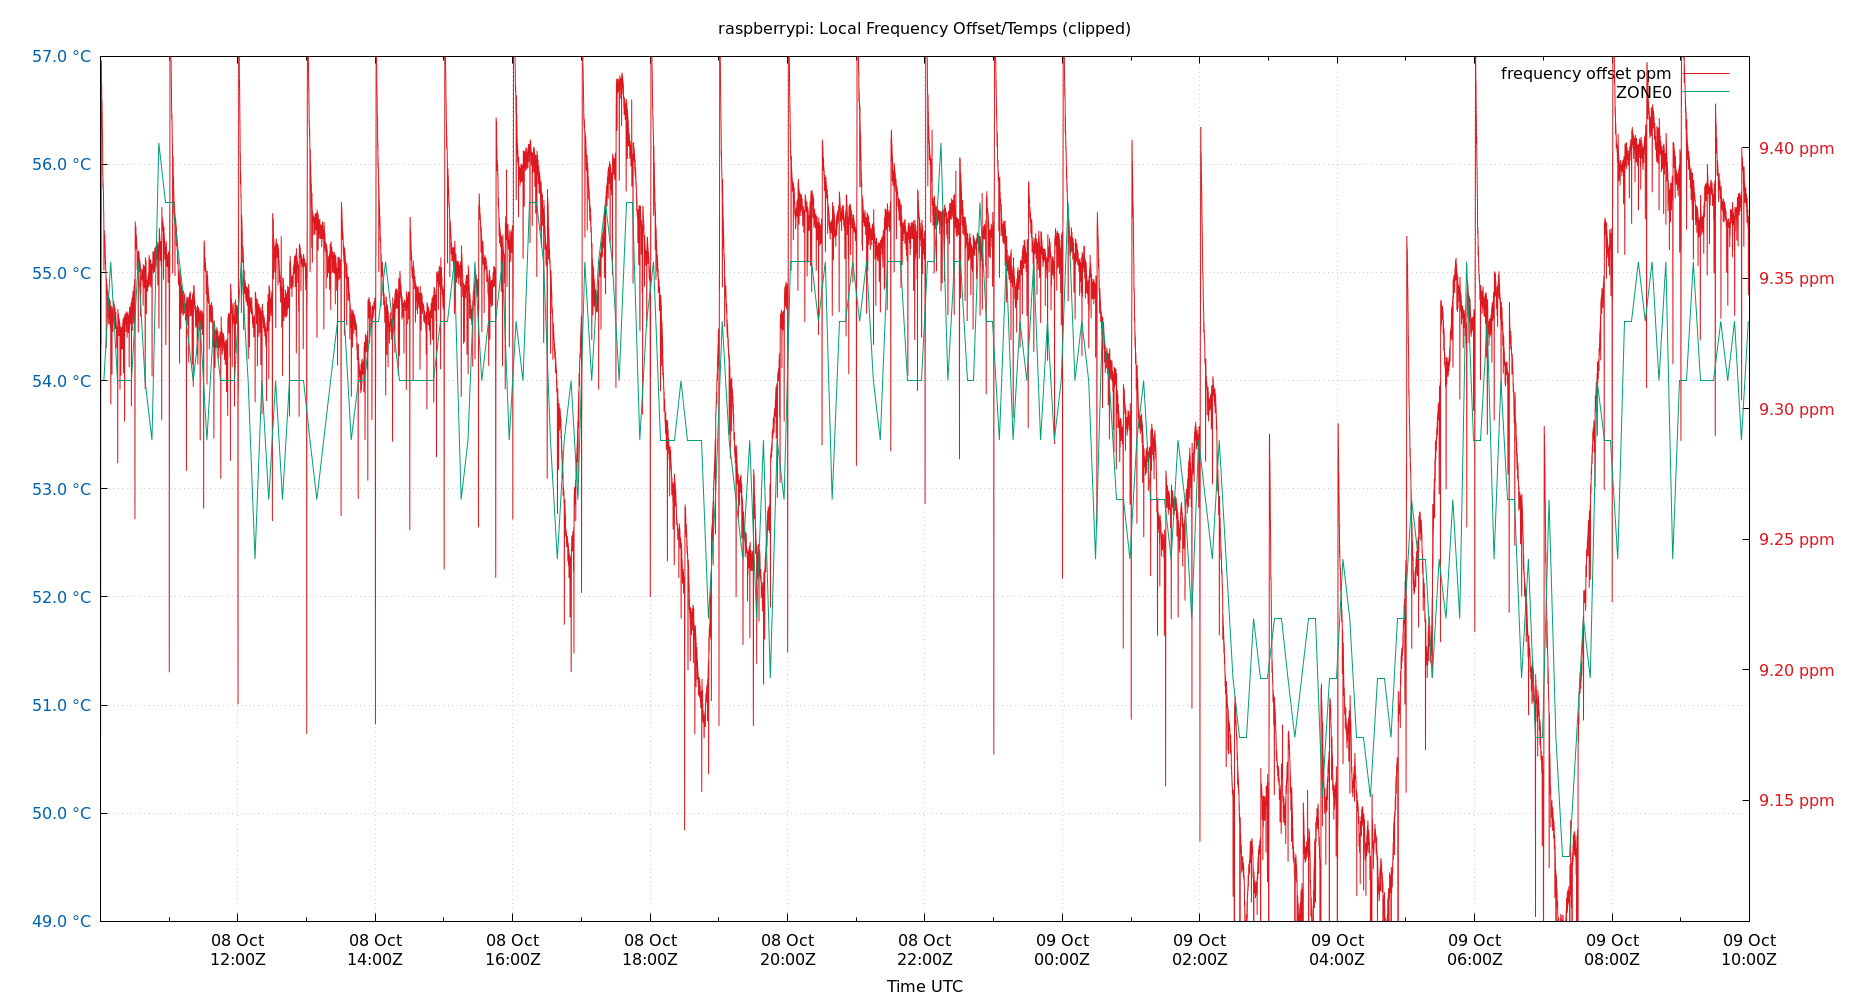 raspberrypi: Local Frequency Offset/Temps (clipped)
57.0 °C
56.0 °C
55.0 °C
54.0 °C
53.0 °C
52.0 °C
51.0 °C
50.0 °C
49.0 °C
frequency offset ppm
ZONE0
9.40 ppm
9.35 ppm
9.30 ppm
9.25 ppm
9.20 ppm
9.15 ppm
08 Oct 08 Oct 08 Oct 08 Oct 08 Oct 08 Oct 09 Oct 09 Oct 09 Oct 09 Oct 09 Oct 09 Oct
12:00Z 14:00Z 16:00Z 18:00Z 20:00Z 22:00Z 00:00Z 02:00Z 04:00Z 06:00Z 08:00Z 10:00Z
Time UTC